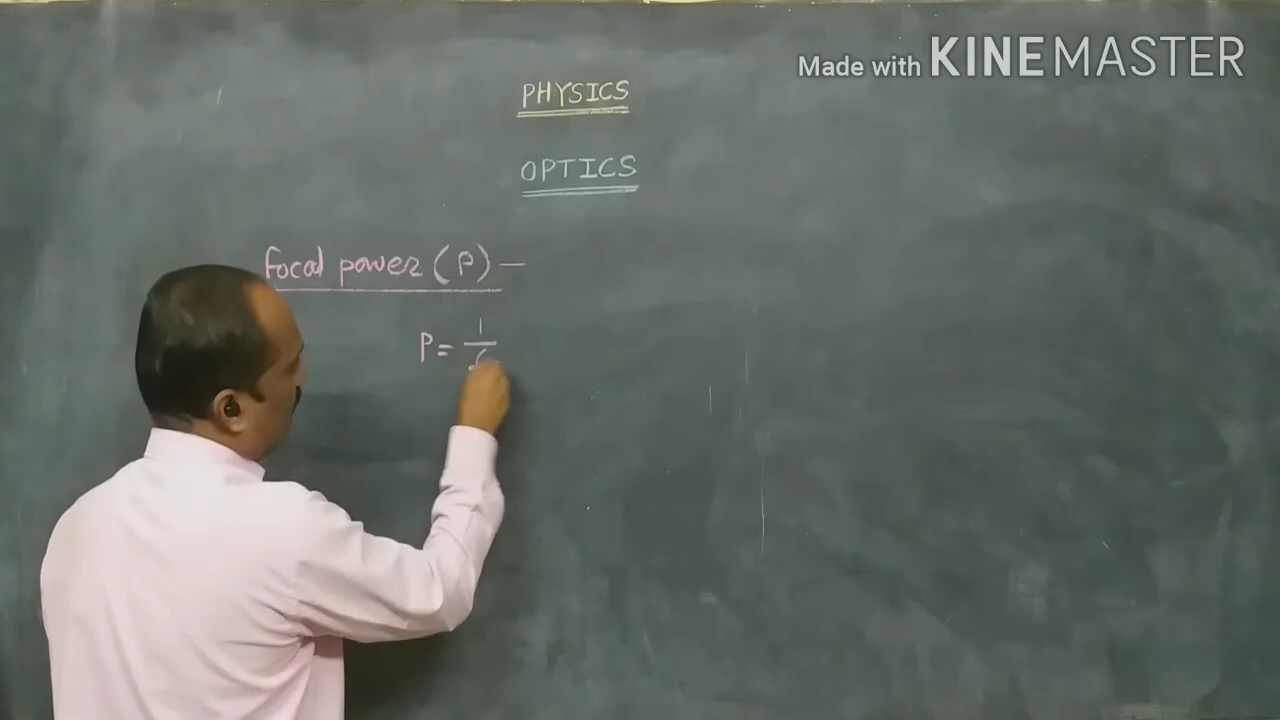 Made with KINEMASTER
PHYSICS
OPTICS
Focal power (P) —
P = 1/f